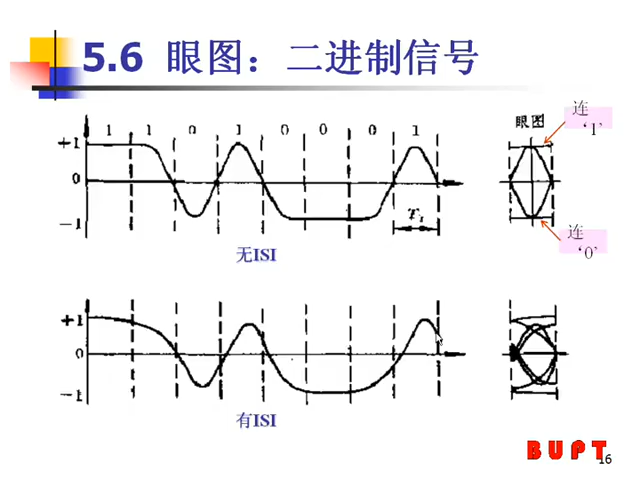 5.6 眼图：二进制信号
1 1 0 1 0 0 0 1
+1
0
-1
眼图
连
‘1’
Ts
连
‘0’
无ISI
+1
0
-1
有ISI
BUPT
16